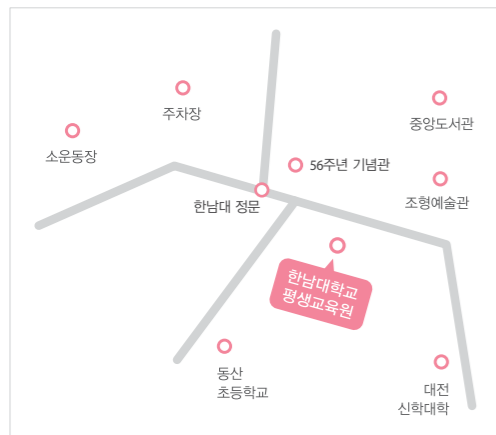 주차장
중앙도서관
소운동장
56주년 기념관
한남대 정문
조형예술관
한남대학교
평생교육원
동산
초등학교
대전
신학대학